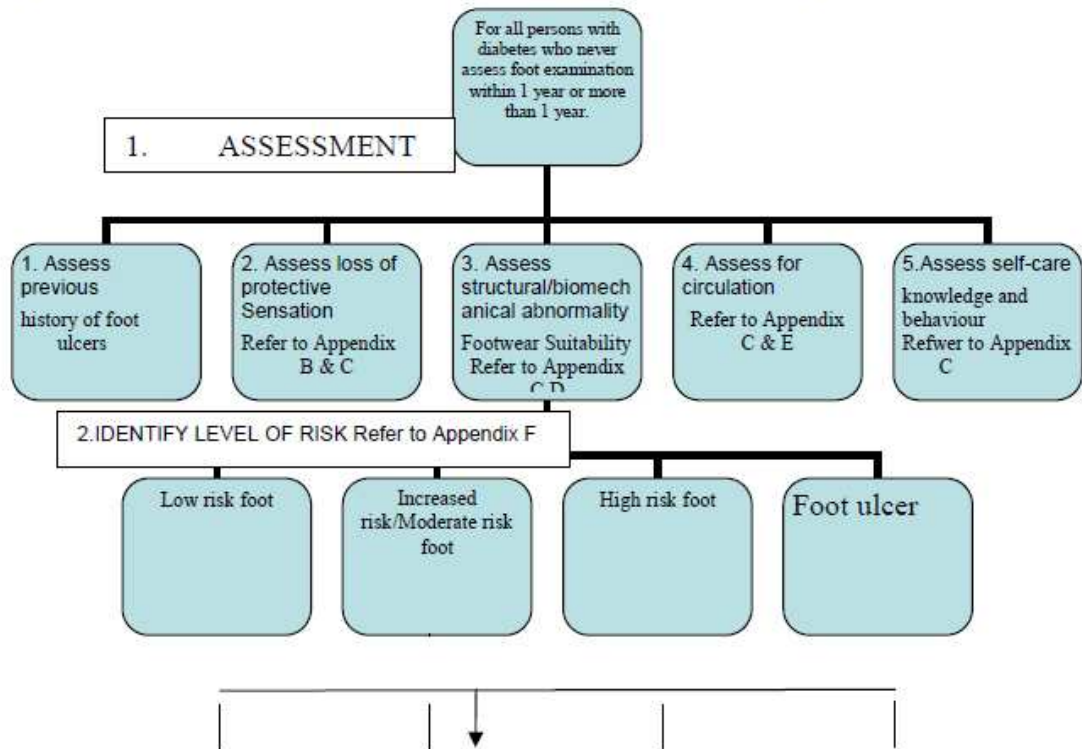 For all persons with
diabetes who never
assess foot examination
within 1 year or more
than 1 year.
1. ASSESSMENT
1. Assess
previous
history of foot
ulcers
2. Assess loss of
protective
Sensation
Refer to Appendix
B & C
3. Assess
structural/biomech
anical abnormality
Footwear Suitability
Refer to Appendix
C D
4. Assess for
circulation
Refer to Appendix
C & E
5.Assess self-care
knowledge and
behaviour
Refwer to Appendix
C
2.IDENTIFY LEVEL OF RISK Refer to Appendix F
Low risk foot
Increased
risk/Moderate risk
foot
High risk foot
Foot ulcer